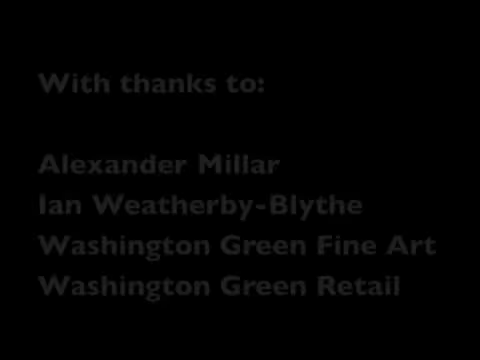 With thanks to:
Alexander Millar
Ian Weatherby-Blythe
Washington Green Fine Art
Washington Green Retail